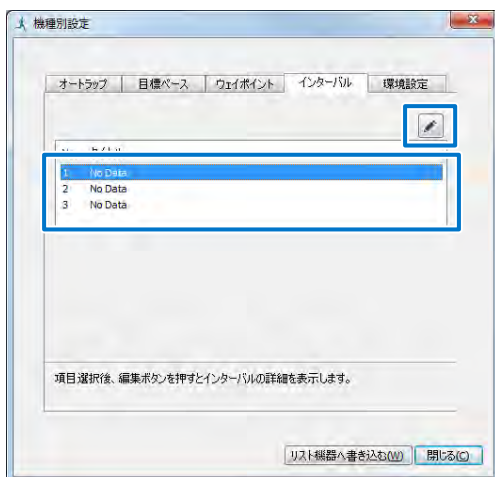 機種別設定
オートラップ 目標ペース ウェイポイント インターバル 環境設定
1 No Data
2 No Data
3 No Data
項目選択後、編集ボタンを押すとインターバルの詳細を表示します。
リスト機器へ書き込む(W) 閉じる(C)